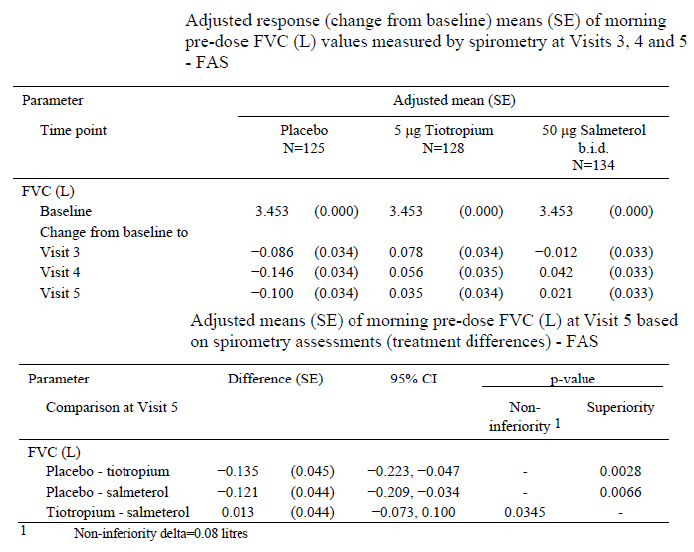 Adjusted response (change from baseline) means (SE) of morning
pre-dose FVC (L) values measured by spirometry at Visits 3, 4 and 5
- FAS
Parameter Adjusted mean (SE)
Time point Placebo 5 µg Tiotropium 50 µg Salmeterol
N=125 N=128 b.i.d.
N=134
FVC (L)
Baseline 3.453 (0.000) 3.453 (0.000) 3.453 (0.000)
Change from baseline to
Visit 3 −0.086 (0.034) 0.078 (0.034) −0.012 (0.033)
Visit 4 −0.146 (0.034) 0.056 (0.035) 0.042 (0.033)
Visit 5 −0.100 (0.034) 0.035 (0.034) 0.021 (0.033)
Adjusted means (SE) of morning pre-dose FVC (L) at Visit 5 based
on spirometry assessments (treatment differences) - FAS
Parameter Difference (SE) 95% CI p-value
Comparison at Visit 5 Non- Superiority
inferiority 1
FVC (L)
Placebo - tiotropium −0.135 (0.045) −0.223, −0.047 - 0.0028
Placebo - salmeterol −0.121 (0.044) −0.209, −0.034 - 0.0066
Tiotropium - salmeterol 0.013 (0.044) −0.073, 0.100 0.0345 -
1 Non-inferiority delta=0.08 litres